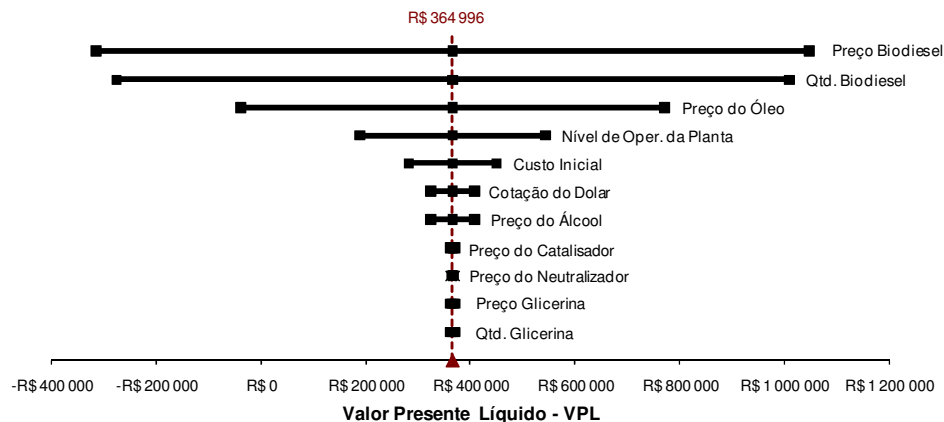 R$ 364 996
Preço Biodiesel
Qtd. Biodiesel
Preço do Óleo
Nível de Oper. da Planta
Custo Inicial
Cotação do Dolar
Preço do Álcool
Preço do Catalisador
Preço do Neutralizador
Preço Glicerina
Qtd. Glicerina
-R$ 400 000 -R$ 200 000 R$ 0 R$ 200 000 R$ 400 000 R$ 600 000 R$ 800 000 R$ 1 000 000 R$ 1 200 000
Valor Presente Líquido - VPL